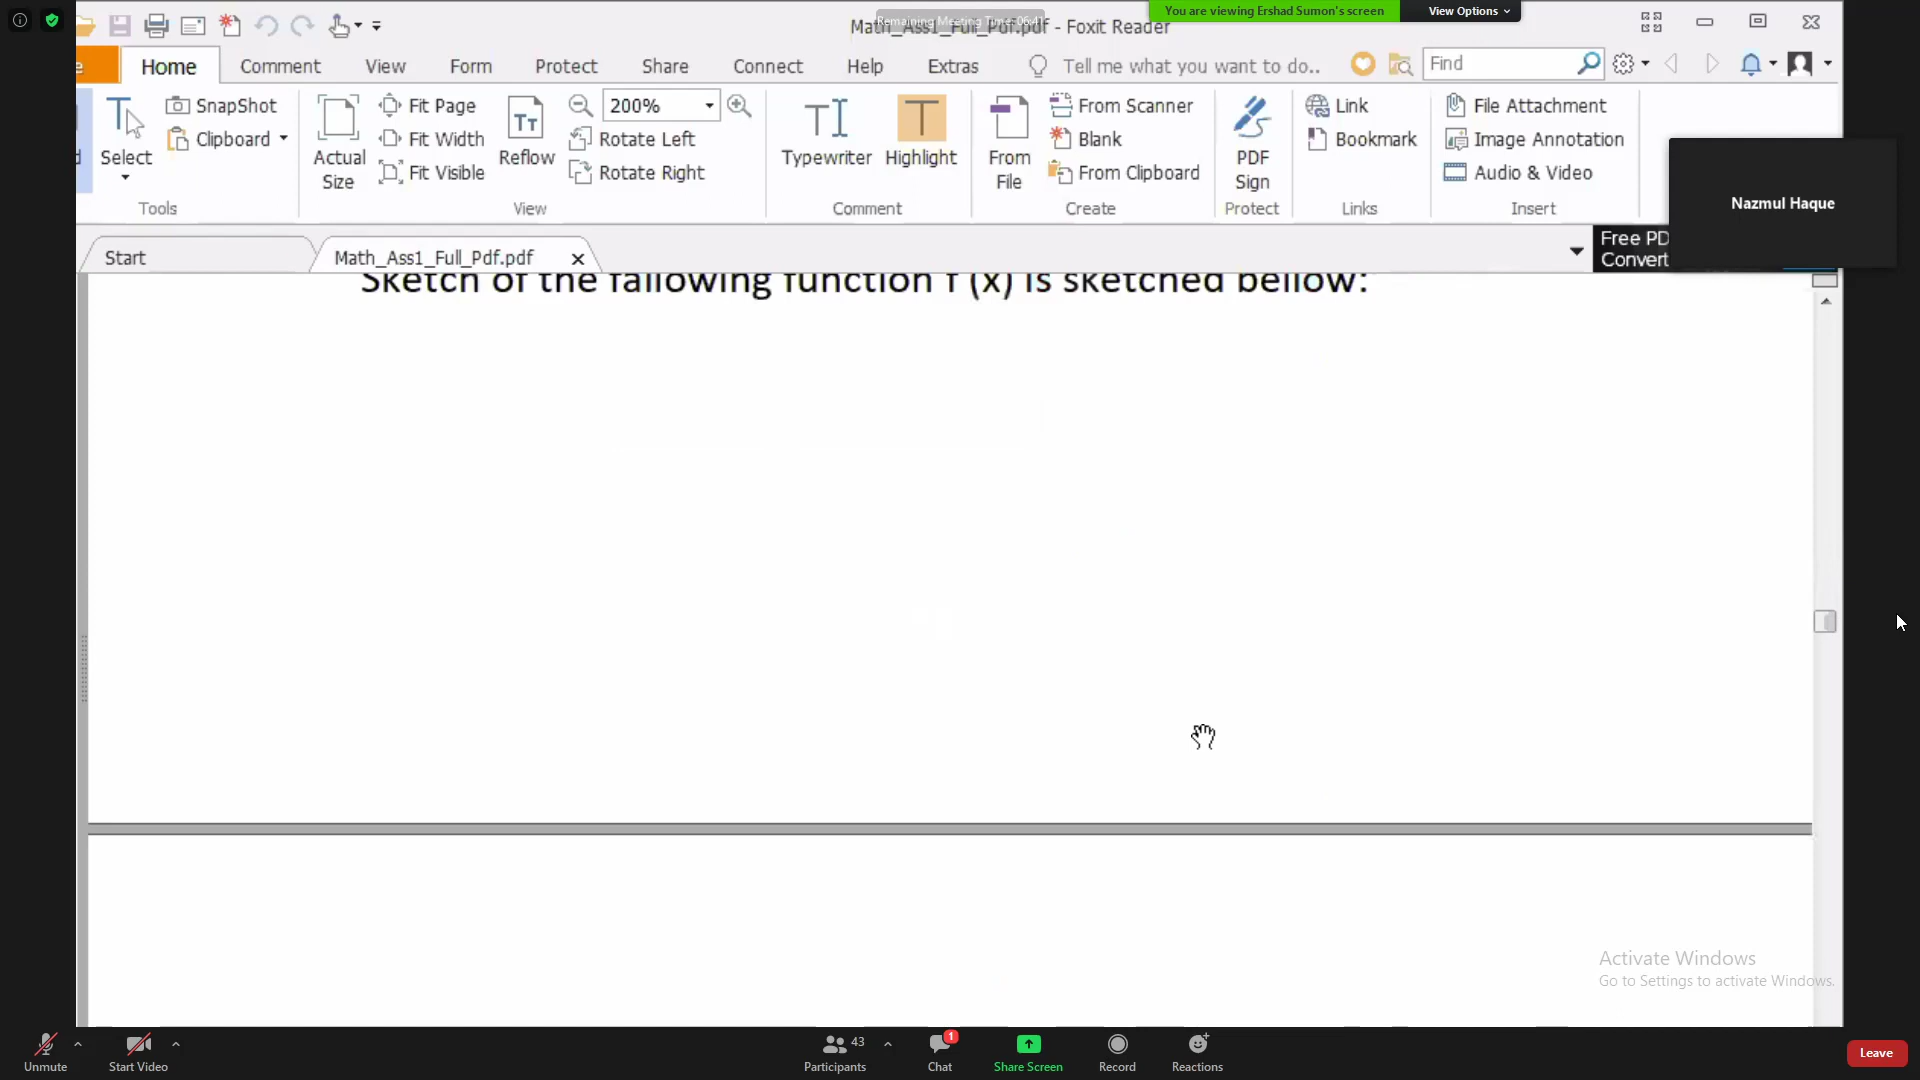 You are viewing Ershad Sumon's screen
View Options
Math_Ass1_Full_Pdf.pdf - Foxit Reader
Home
Comment
View
Form
Protect
Share
Connect
Help
Extras
Tell me what you want to do..
Find
SnapShot
Clipboard
Select
Tools
Actual
Size
Fit Page
Fit Width
Fit Visible
Reflow
200%
Rotate Left
Rotate Right
View
Typewriter
Highlight
Comment
From
File
From Scanner
Blank
From Clipboard
Create
PDF
Sign
Protect
Link
Bookmark
Links
File Attachment
Image Annotation
Audio & Video
Insert
Nazmul Haque
Start
Math_Ass1_Full_Pdf.pdf
Free PD
Convert
Sketch of the fallowing function f (x) is sketched bellow:
Activate Windows
Go to Settings to activate Windows.
Unmute
Start Video
43
Participants
1
Chat
Share Screen
Record
Reactions
Leave